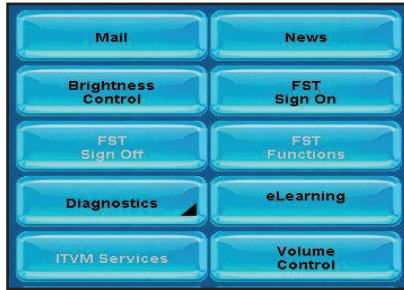 Mail
News
Brightness
Control
FST
Sign On
FST
Sign Off
FST
Functions
Diagnostics
eLearning
ITVM Services
Volume
Control